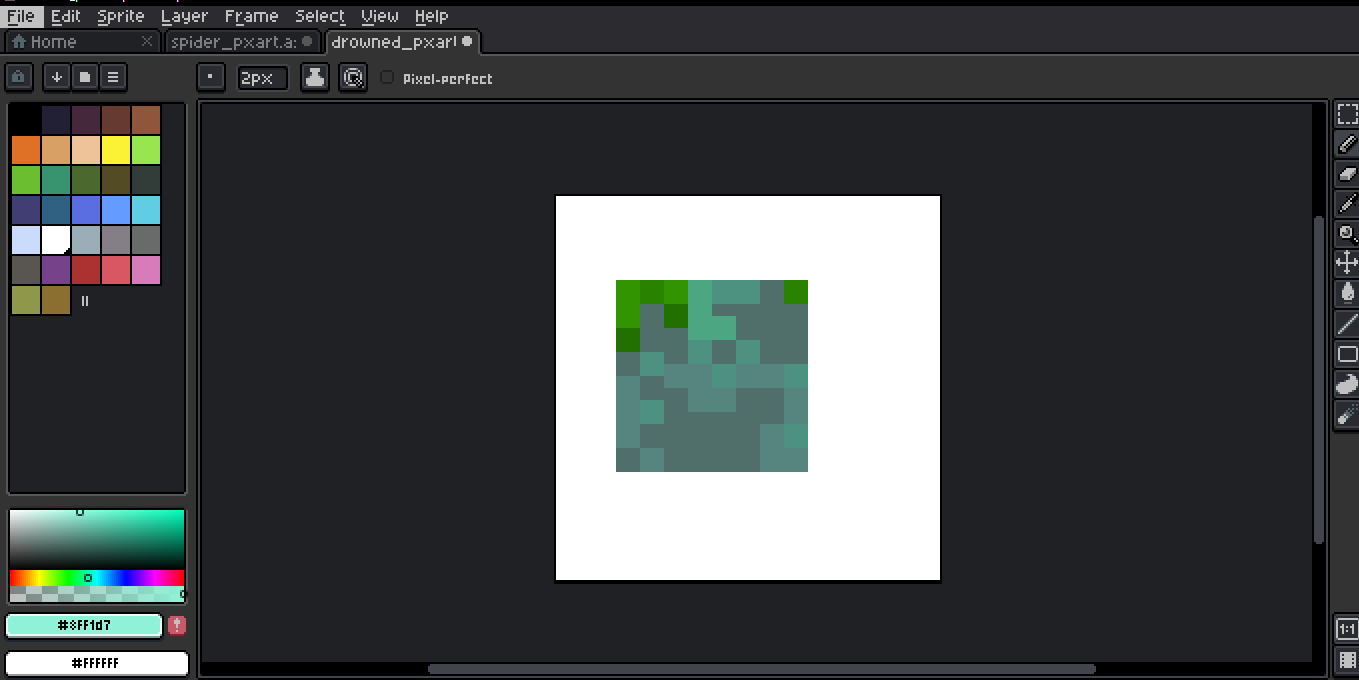 File Edit Sprite Layer Frame Select View Help
Home spider_pxart.a: drowned_pxarl
2px Pixel-perfect
#8FF1d7
#FFFFFF
1:1